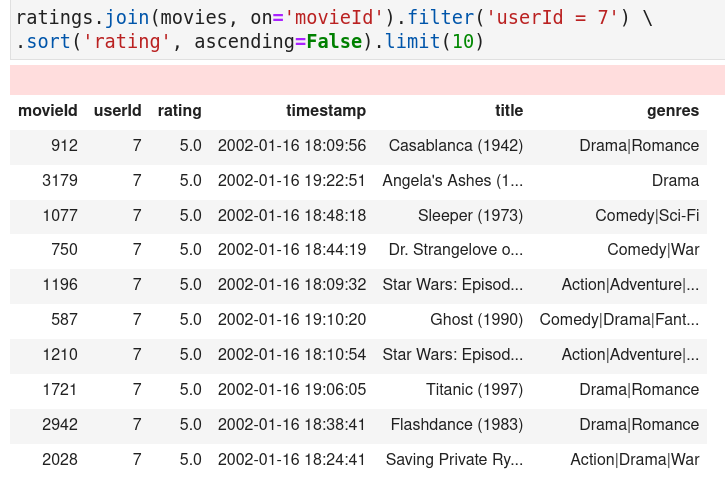 ratings.join(movies, on='movieId').filter('userId = 7') \
.sort('rating', ascending=False).limit(10)
movieId userId rating timestamp title genres
912 7 5.0 2002-01-16 18:09:56 Casablanca (1942) Drama|Romance
3179 7 5.0 2002-01-16 19:22:51 Angela's Ashes (1... Drama
1077 7 5.0 2002-01-16 18:48:18 Sleeper (1973) Comedy|Sci-Fi
750 7 5.0 2002-01-16 18:44:19 Dr. Strangelove o... Comedy|War
1196 7 5.0 2002-01-16 18:09:32 Star Wars: Episod... Action|Adventure|...
587 7 5.0 2002-01-16 19:10:20 Ghost (1990) Comedy|Drama|Fant...
1210 7 5.0 2002-01-16 18:10:54 Star Wars: Episod... Action|Adventure|...
1721 7 5.0 2002-01-16 19:06:05 Titanic (1997) Drama|Romance
2942 7 5.0 2002-01-16 18:38:41 Flashdance (1983) Drama|Romance
2028 7 5.0 2002-01-16 18:24:41 Saving Private Ry... Action|Drama|War